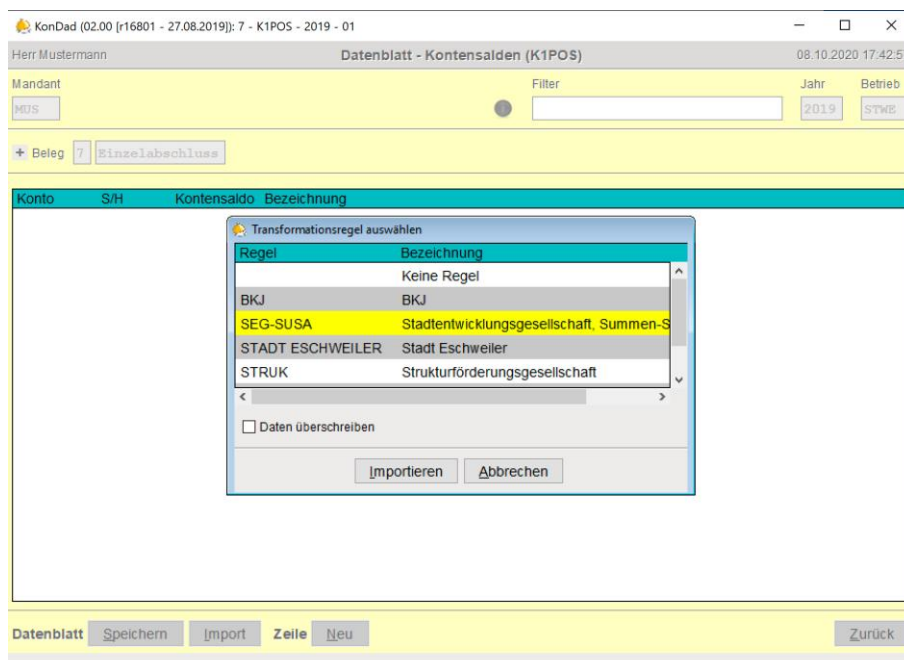 KonDad (02.00 [r16801 - 27.08.2019]): 7 - K1POS - 2019 - 01
Herr Mustermann Datenblatt - Kontensalden (K1POS) 08.10.2020 17:42:5
Mandant Filter Jahr Betrieb
MUS 2019 STWE
+ Beleg 7 Einzelabschluss
Konto S/H Kontensaldo Bezeichnung
Transformationsregel auswählen
Regel Bezeichnung
Keine Regel
BKJ BKJ
SEG-SUSA Stadtentwicklungsgesellschaft, Summen-S
STADT ESCHWEILER Stadt Eschweiler
STRUK Strukturförderungsgesellschaft
Daten überschreiben
Importieren Abbrechen
Datenblatt Speichern Import Zeile Neu Zurück